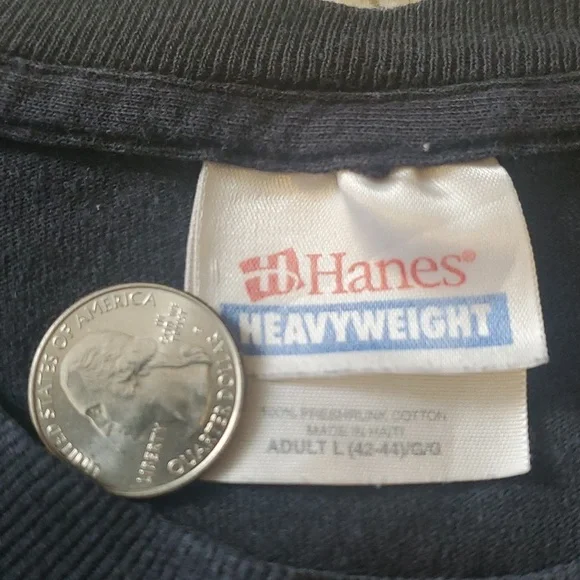 Hanes®
HEAVYWEIGHT
100% PRESHRUNK COTTON
MADE IN HAITI
ADULT L (42-44)/G/G
UNITED STATES OF AMERICA
LIBERTY
QUARTER DOLLAR